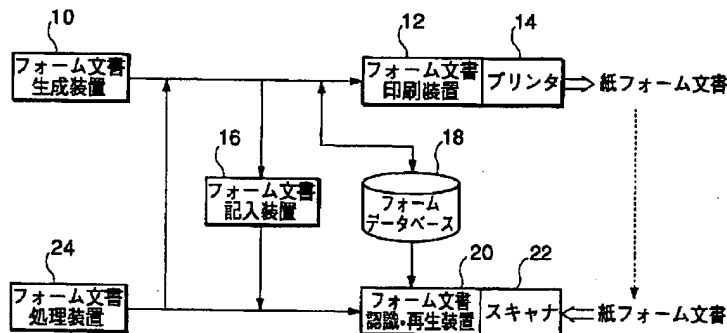 10
フォーム文書
生成装置
12
フォーム文書
印刷装置
14
プリンタ
紙フォーム文書
16
フォーム文書
記入装置
18
フォーム
データベース
24
フォーム文書
処理装置
20
フォーム文書
認識・再生装置
22
スキャナ
紙フォーム文書